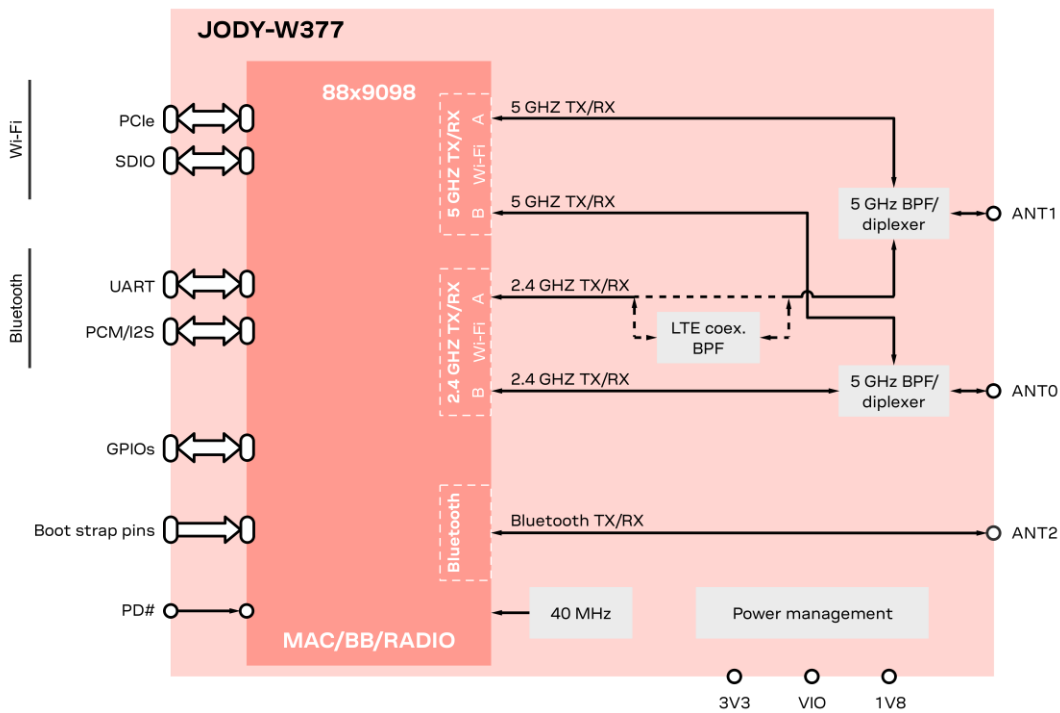 JODY-W377
88x9098
Wi-Fi
PCIe
SDIO
Bluetooth
UART
PCM/I2S
GPIOs
Boot strap pins
PD#
5 GHZ TX/RX
Wi-Fi
A
B
2.4 GHZ TX/RX
Wi-Fi
A
B
Bluetooth
MAC/BB/RADIO
5 GHZ TX/RX
5 GHZ TX/RX
2.4 GHZ TX/RX
2.4 GHZ TX/RX
Bluetooth TX/RX
LTE coex.
BPF
5 GHz BPF/
diplexer
5 GHz BPF/
diplexer
ANT1
ANT0
ANT2
40 MHz
Power management
3V3
VIO
1V8